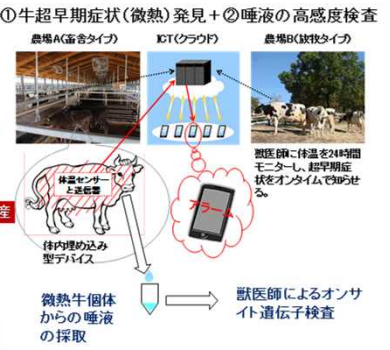 ①牛超早期症状(微熱)発見+②唾液の高感度検査
農場A(畜舎タイプ)
ICT(クラウド)
農場B(放牧タイプ)
獣医師に体温を24時間
モニターし、超早期症
状をオンタイムで知らせ
る。
体温センサー
と送信器
アラーム
産
体内埋め込み
型デバイス
微熱牛個体
からの唾液
の採取
獣医師によるオンサ
イト遺伝子検査